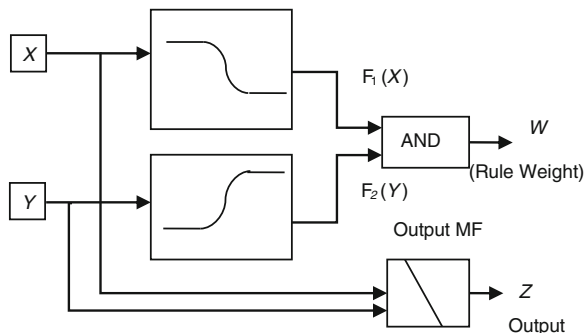 X
F₁(X)
AND
W
(Rule Weight)
Y
F₂(Y)
Output MF
Z
Output